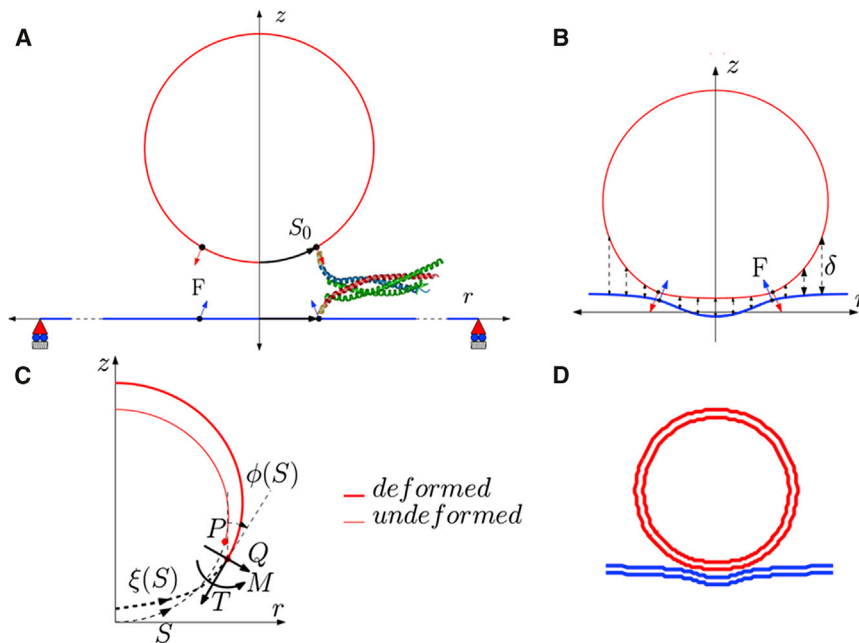 A
z
S₀
F
r
B
z
F
δ
r
C
z
ϕ(S)
P
Q
M
T
ξ(S)
S
r
deformed
undeformed
D